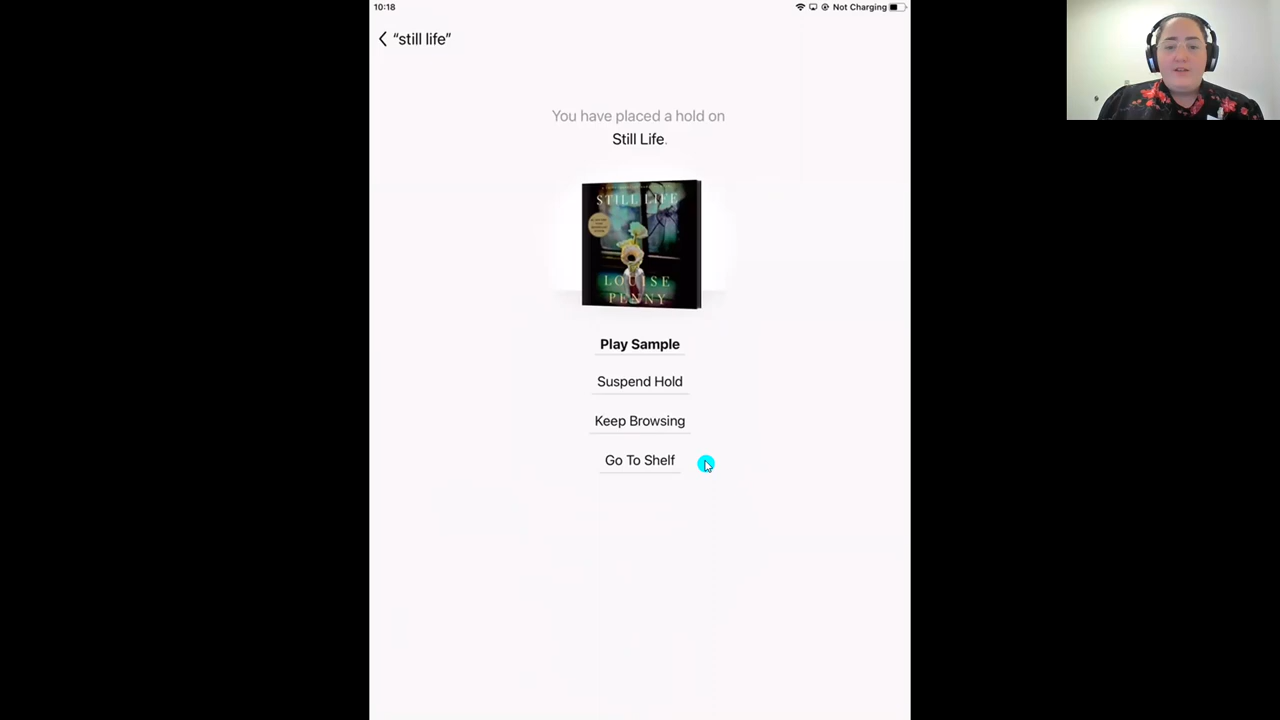 10:18
Not Charging
“still life”
You have placed a hold on
Still Life.
STILL LIFE
LOUISE
PENNY
Play Sample
Suspend Hold
Keep Browsing
Go To Shelf